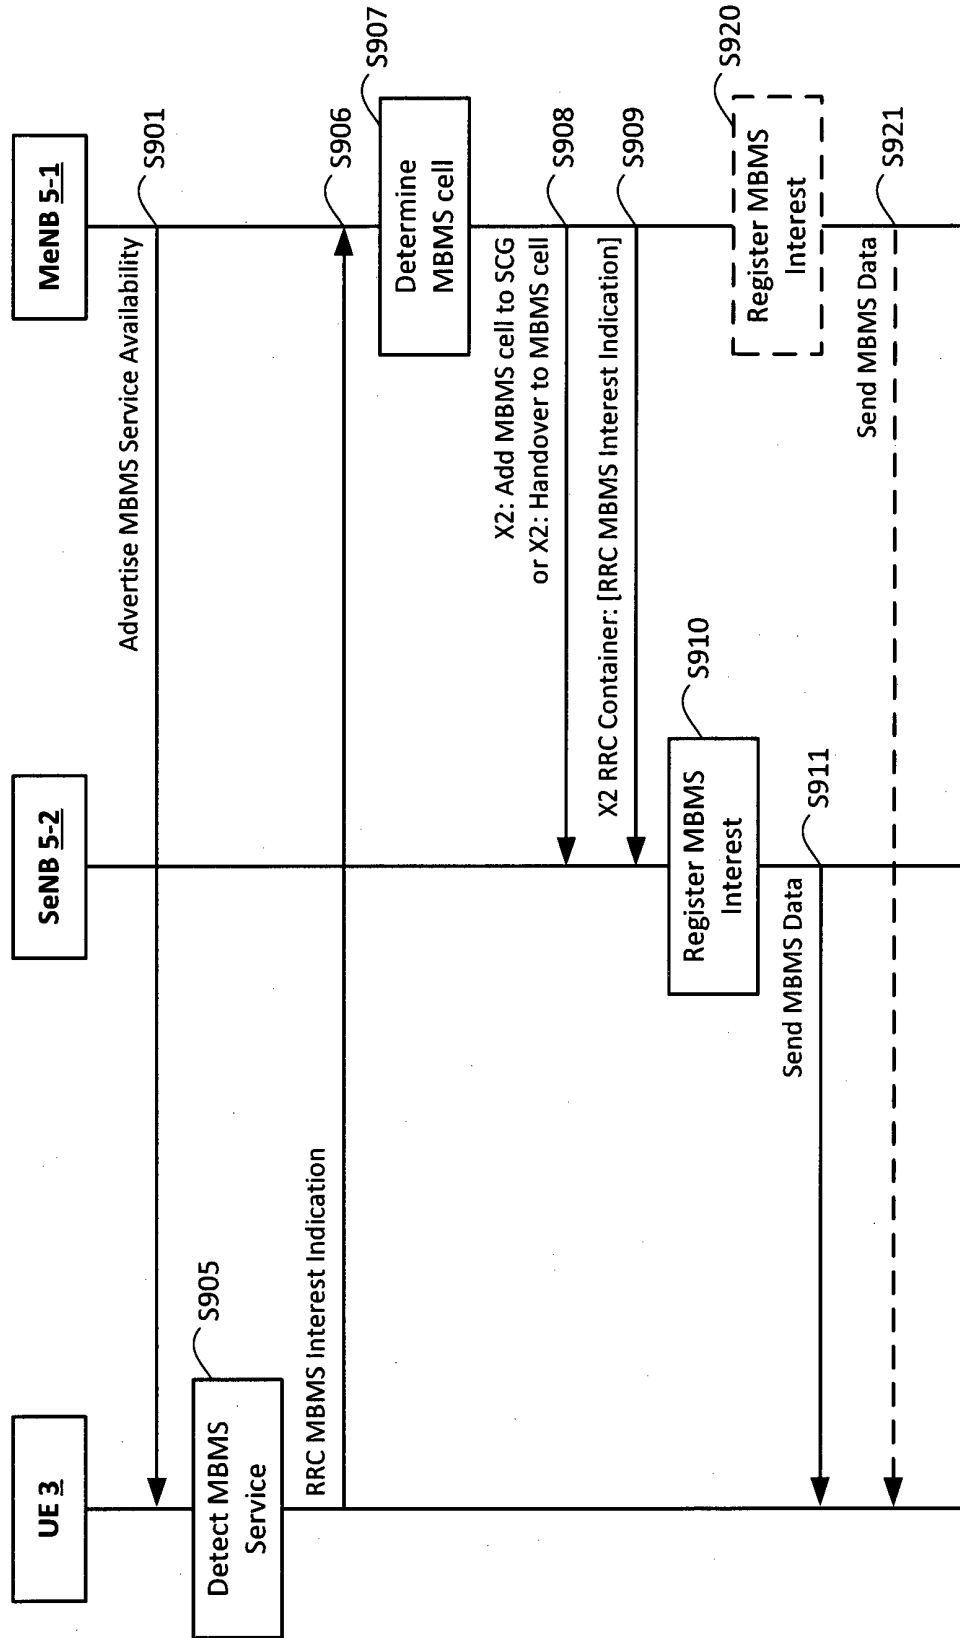 UE 3
SeNB 5-2
MeNB 5-1
Advertise MBMS Service Availability
S901
Detect MBMS
Service
S905
RRC MBMS Interest Indication
S906
Determine
MBMS cell
S907
X2: Add MBMS cell to SCG
or X2: Handover to MBMS cell
S908
X2 RRC Container: [RRC MBMS Interest Indication]
S909
Register MBMS
Interest
S910
Register MBMS
Interest
S920
Send MBMS Data
S911
Send MBMS Data
S921